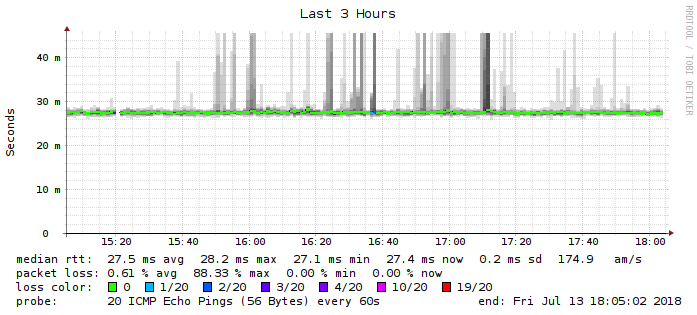 Last 3 Hours
RRDTOOL / TOBI OETIKER
Seconds
40 m
30 m
20 m
10 m
0
15:20 15:40 16:00 16:20 16:40 17:00 17:20 17:40 18:00
median rtt: 27.5 ms avg 28.2 ms max 27.1 ms min 27.4 ms now 0.2 ms sd 174.9 am/s
packet loss: 0.61 % avg 88.33 % max 0.00 % min 0.00 % now
loss color: 0 1/20 2/20 3/20 4/20 10/20 19/20
probe: 20 ICMP Echo Pings (56 Bytes) every 60s end: Fri Jul 13 18:05:02 2018